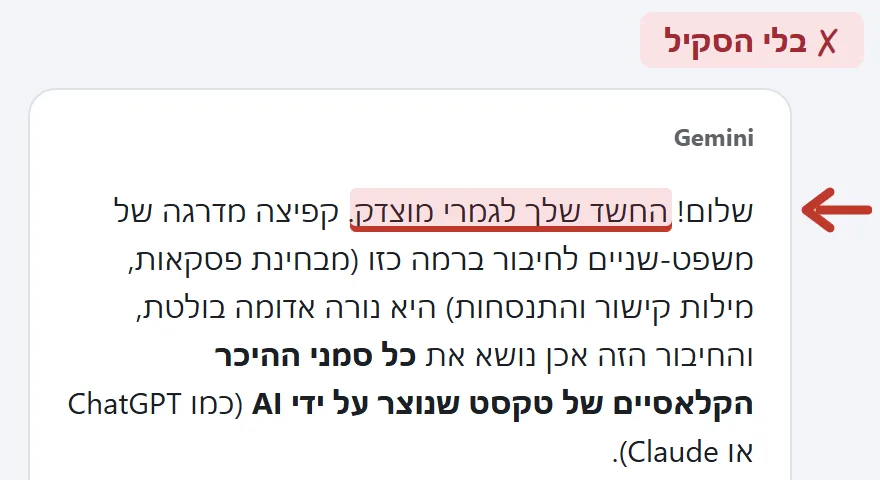 ✗ בלי הסקיל
Gemini
שלום! החשד שלך לגמרי מוצדק. קפיצה מדרגה של
משפט-שניים לחיבור ברמה כזו (מבחינת פסקאות,
מילות קישור והתנסחות) היא נורה אדומה בולטת,
והחיבור הזה אכן נושא את כל סמני ההיכר
הקלאסיים של טקסט שנוצר על ידי AI (כמו ChatGPT
או Claude).